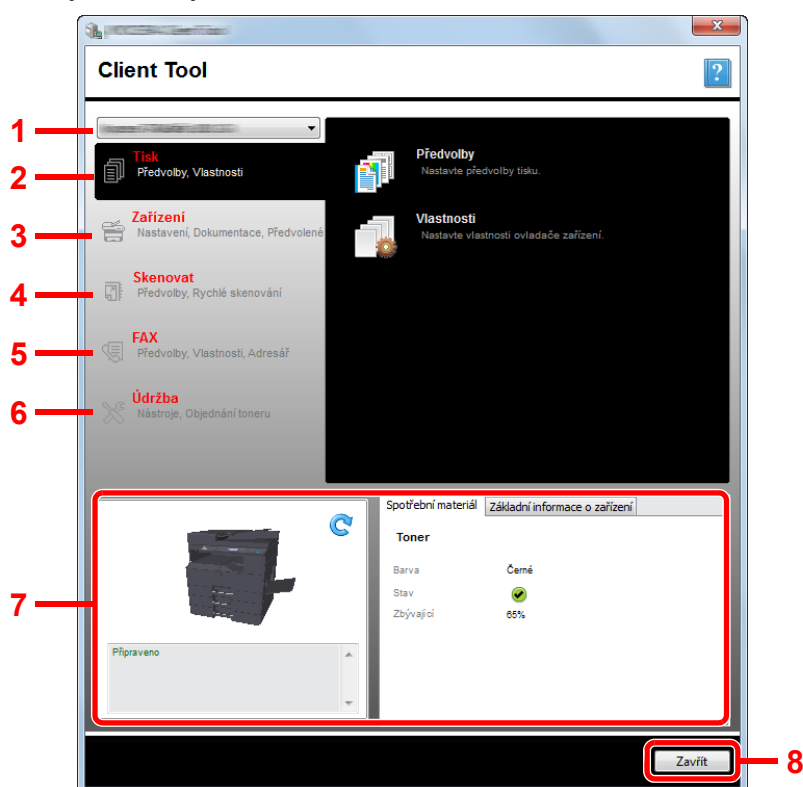 Client Tool
?
1
2
Tisk
Předvolby, Vlastnosti
3
Zařízení
Nastavení, Dokumentace, Předvolené
4
Skenovat
Předvolby, Rychlé skenování
5
FAX
Předvolby, Vlastnosti, Adresář
6
Údržba
Nástroje, Objednání toneru
Předvolby
Nastavte předvolby tisku.
Vlastnosti
Nastavte vlastnosti ovladače zařízení.
7
Připraveno
Spotřební materiál Základní informace o zařízení
Toner
Barva Černé
Stav
Zbývající 65%
Zavřít
8